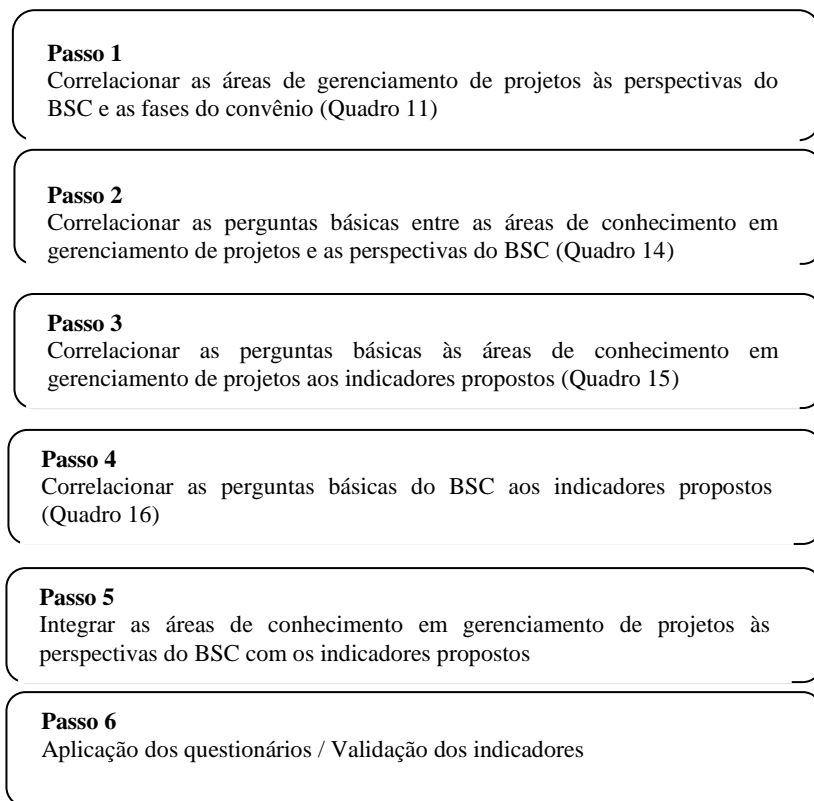 Passo 1
Correlacionar as áreas de gerenciamento de projetos às perspectivas do
BSC e as fases do convênio (Quadro 11)
Passo 2
Correlacionar as perguntas básicas entre as áreas de conhecimento em
gerenciamento de projetos e as perspectivas do BSC (Quadro 14)
Passo 3
Correlacionar as perguntas básicas às áreas de conhecimento em
gerenciamento de projetos aos indicadores propostos (Quadro 15)
Passo 4
Correlacionar as perguntas básicas do BSC aos indicadores propostos
(Quadro 16)
Passo 5
Integrar as áreas de conhecimento em gerenciamento de projetos às
perspectivas do BSC com os indicadores propostos
Passo 6
Aplicação dos questionários / Validação dos indicadores